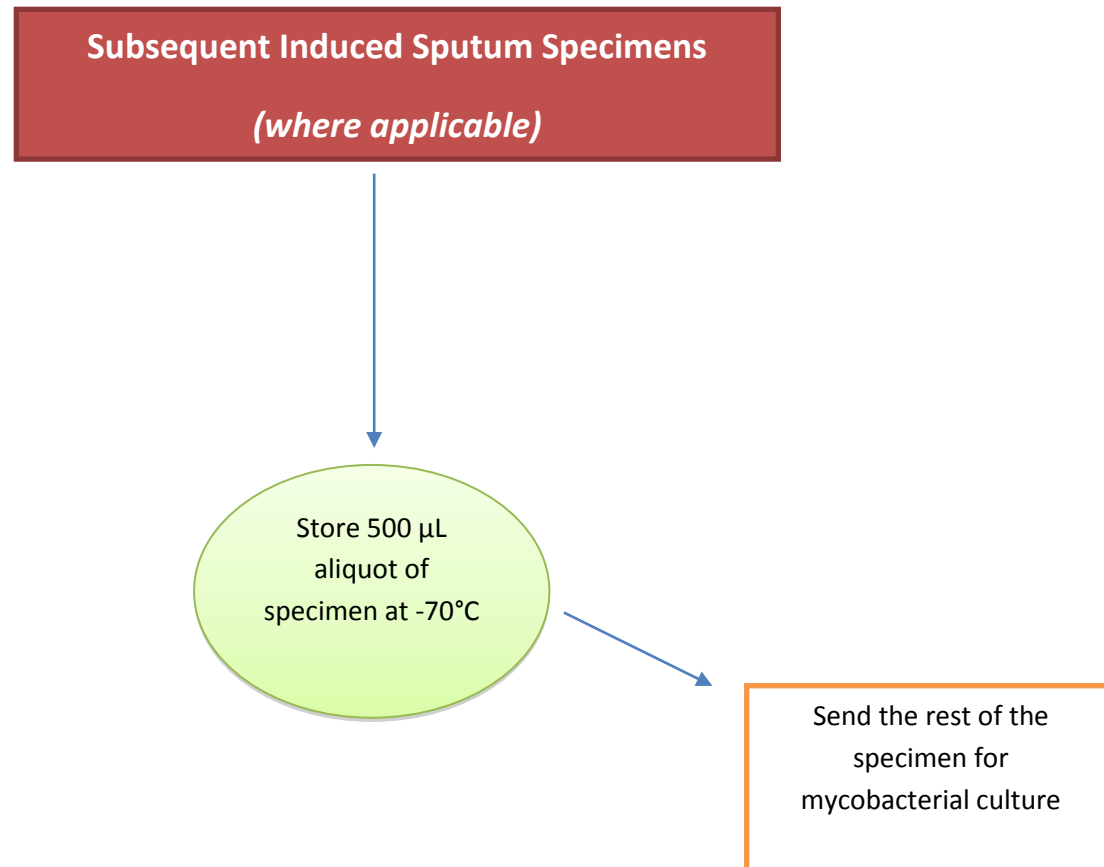 Subsequent Induced Sputum Specimens
(where applicable)
Store 500 µL
aliquot of
specimen at -70°C
Send the rest of the
specimen for
mycobacterial culture